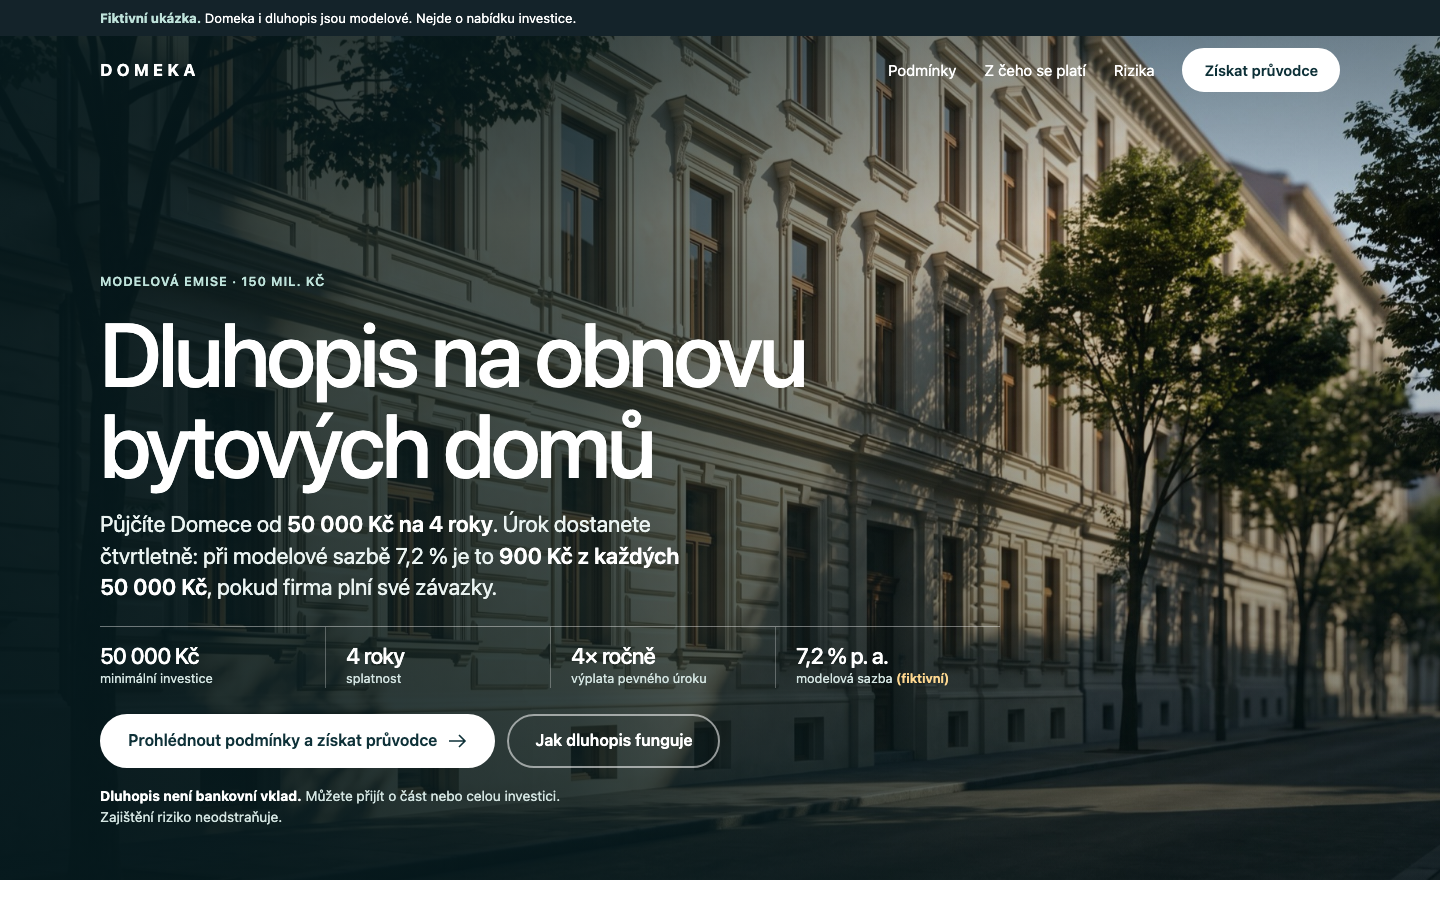 Fiktivní ukázka. Domeka i dluhopis jsou modelové. Nejde o nabídku investice.
DOMEKA
Podmínky
Z čeho se platí
Rizika
Získat průvodce
MODELOVÁ EMISE · 150 MIL. KČ
Dluhopis na obnovu
bytových domů
Půjčíte Domece od 50 000 Kč na 4 roky. Úrok dostanete
čtvrtletně: při modelové sazbě 7,2 % je to 900 Kč z každých
50 000 Kč, pokud firma plní své závazky.
50 000 Kč
minimální investice
4 roky
splatnost
4× ročně
výplata pevného úroku
7,2 % p. a.
modelová sazba (fiktivní)
Prohlédnout podmínky a získat průvodce →
Jak dluhopis funguje
Dluhopis není bankovní vklad. Můžete přijít o část nebo celou investici.
Zajištění riziko neodstraňuje.